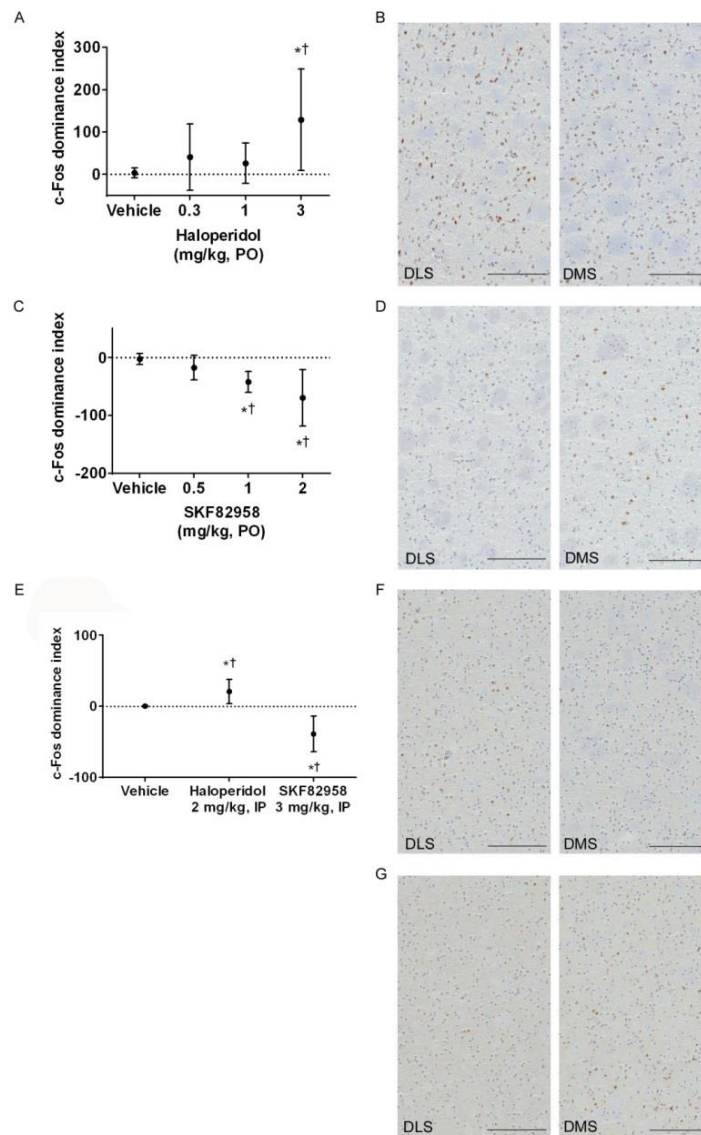 A
c-Fos dominance index
300
200
100
0
*†
Vehicle 0.3 1 3
Haloperidol
(mg/kg, PO)
B
DLS
DMS
C
c-Fos dominance index
0
-100
-200
*†
*†
Vehicle 0.5 1 2
SKF82958
(mg/kg, PO)
D
DLS
DMS
E
c-Fos dominance index
100
0
-100
*†
*†
Vehicle Haloperidol SKF82958
2 mg/kg, IP 3 mg/kg, IP
F
DLS
DMS
G
DLS
DMS